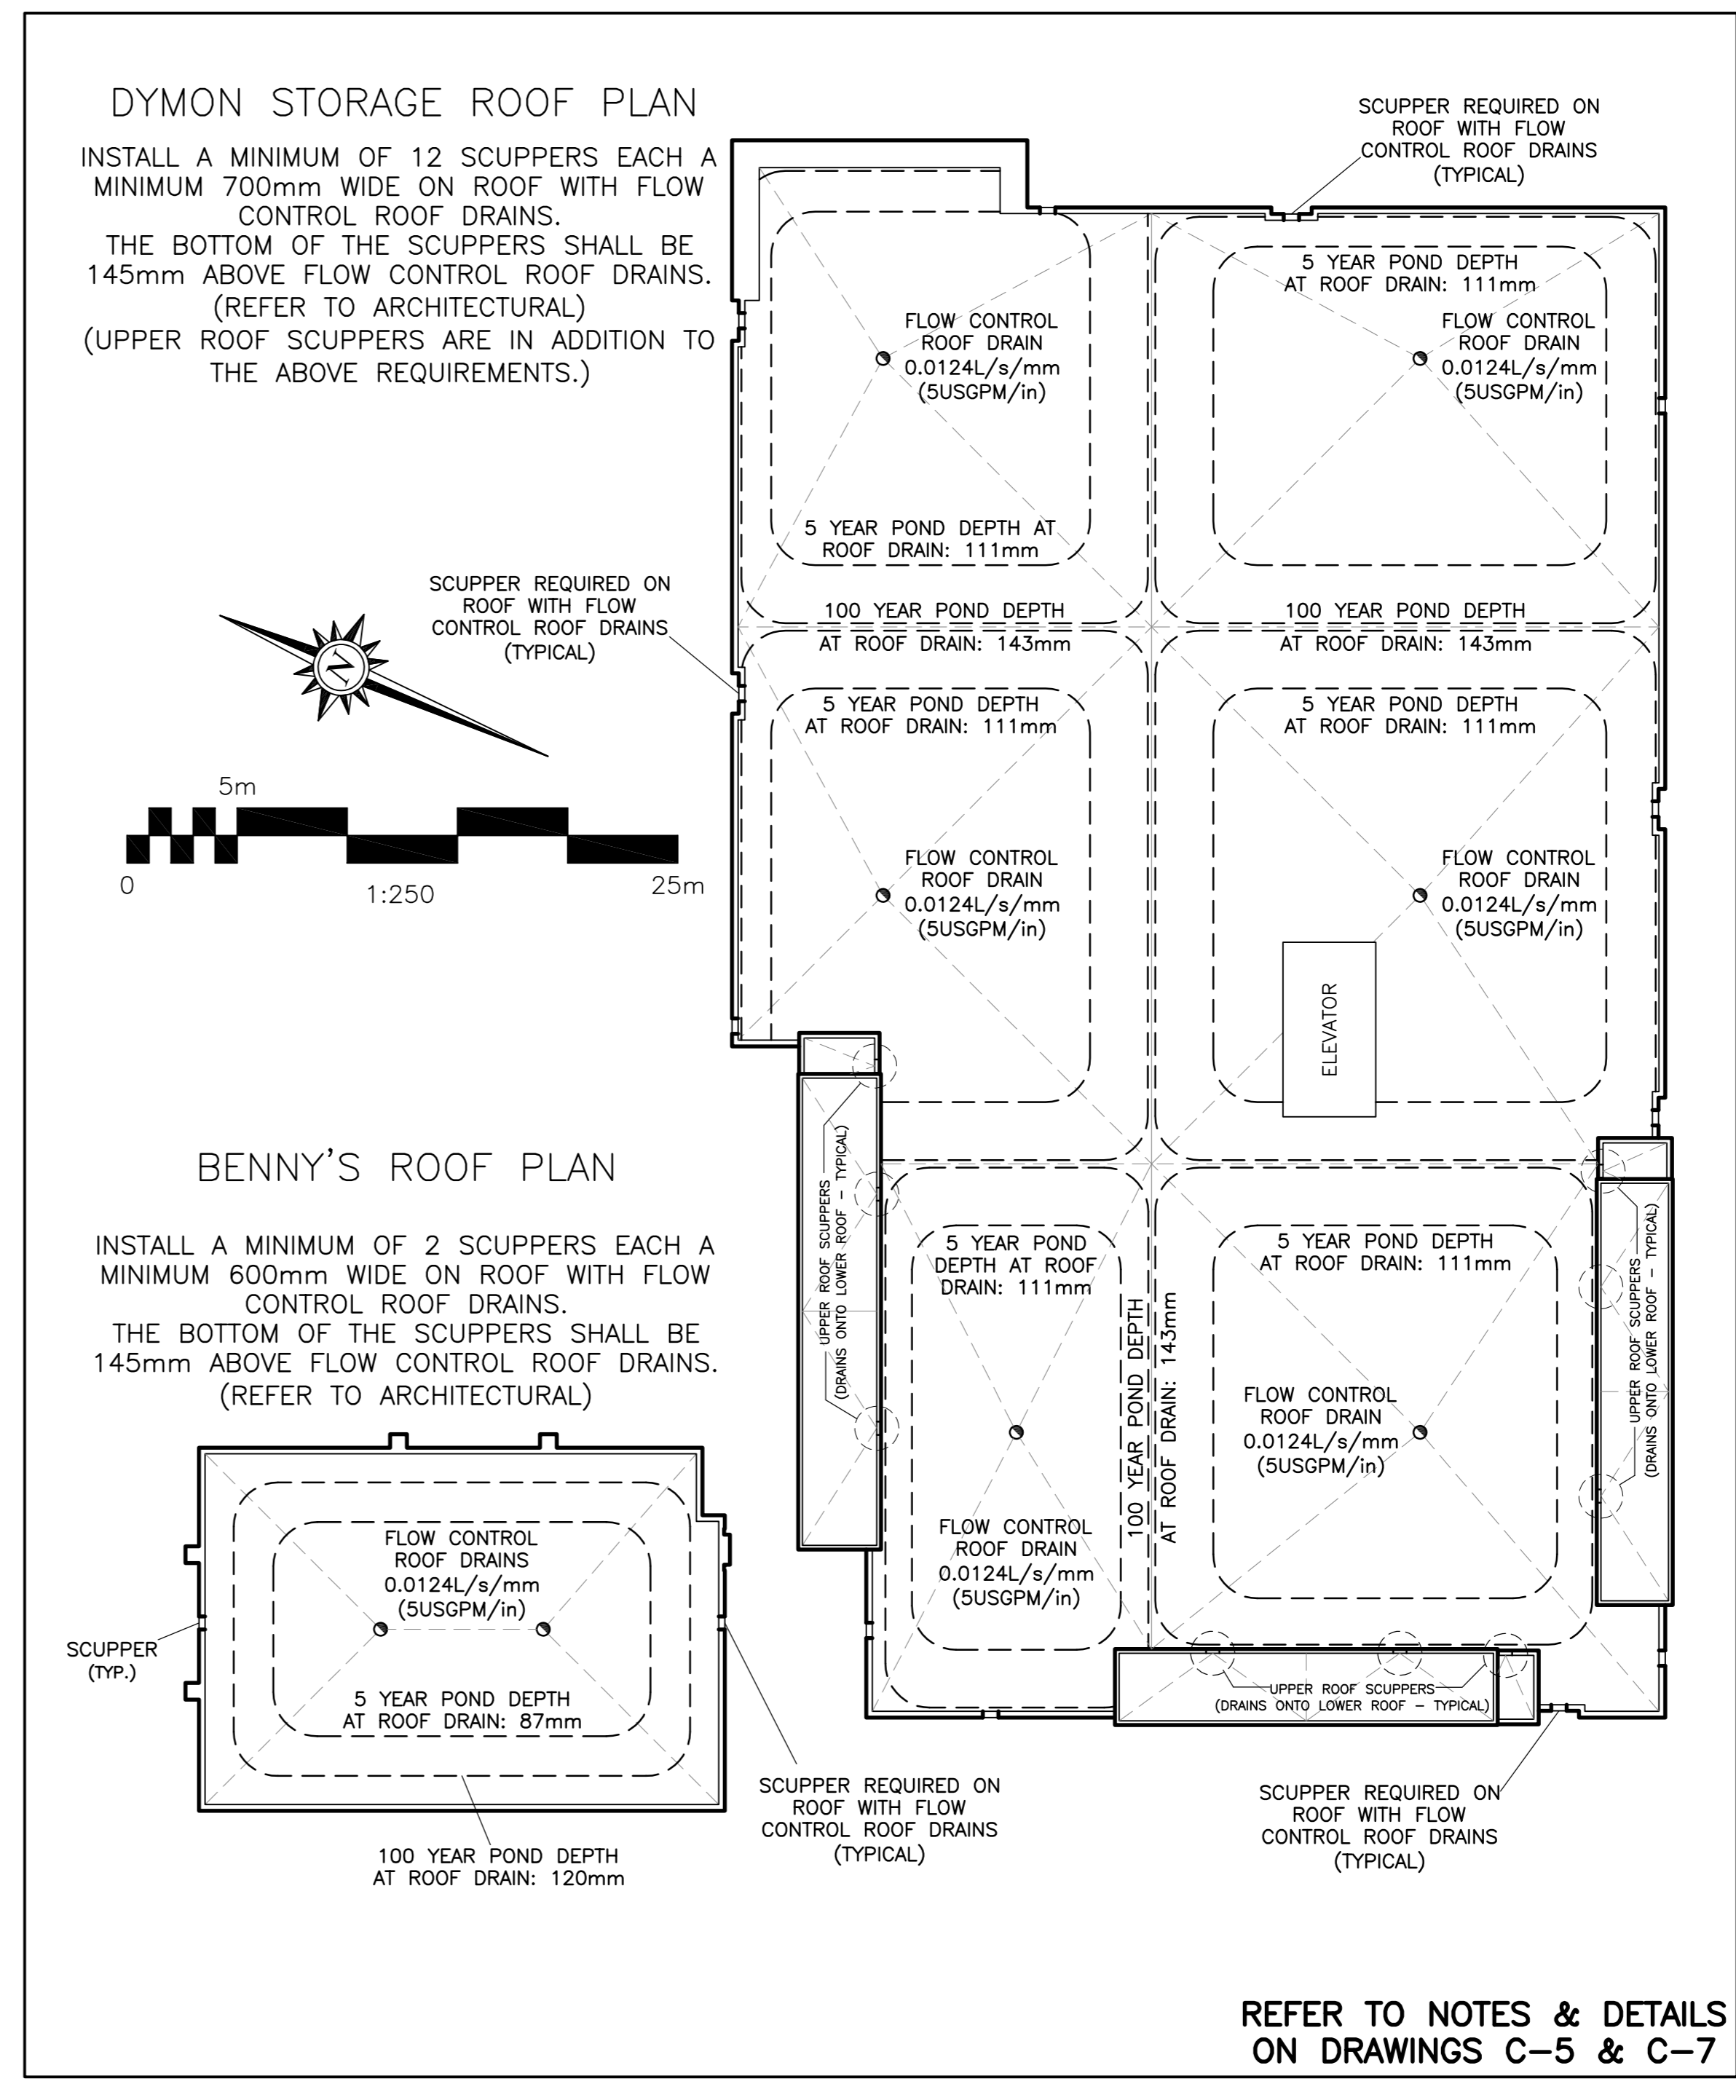 DYMON STORAGE ROOF PLAN
INSTALL A MINIMUM OF 12 SCUPPERS EACH A
MINIMUM 700mm WIDE ON ROOF WITH FLOW
CONTROL ROOF DRAINS.
THE BOTTOM OF THE SCUPPERS SHALL BE
145mm ABOVE FLOW CONTROL ROOF DRAINS.
(REFER TO ARCHITECTURAL)
(UPPER ROOF SCUPPERS ARE IN ADDITION TO
THE ABOVE REQUIREMENTS.)
SCUPPER REQUIRED ON
ROOF WITH FLOW
CONTROL ROOF DRAINS
(TYPICAL)
FLOW CONTROL
ROOF DRAIN
0.0124L/s/mm
(5USGPM/in)
5 YEAR POND DEPTH AT
ROOF DRAIN: 111mm
5 YEAR POND DEPTH
AT ROOF DRAIN: 111mm
FLOW CONTROL
ROOF DRAIN
0.0124L/s/mm
(5USGPM/in)
SCUPPER REQUIRED ON
ROOF WITH FLOW
CONTROL ROOF DRAINS
(TYPICAL)
100 YEAR POND DEPTH
AT ROOF DRAIN: 143mm
100 YEAR POND DEPTH
AT ROOF DRAIN: 143mm
N
5m
0
1:250
25m
5 YEAR POND DEPTH
AT ROOF DRAIN: 111mm
FLOW CONTROL
ROOF DRAIN
0.0124L/s/mm
(5USGPM/in)
5 YEAR POND DEPTH
AT ROOF DRAIN: 111mm
FLOW CONTROL
ROOF DRAIN
0.0124L/s/mm
(5USGPM/in)
ELEVATOR
UPPER ROOF SCUPPERS
(DRAINS ONTO LOWER ROOF - TYPICAL)
5 YEAR POND
DEPTH AT ROOF
DRAIN: 111mm
FLOW CONTROL
ROOF DRAIN
0.0124L/s/mm
(5USGPM/in)
100 YEAR POND DEPTH
AT ROOF DRAIN: 143mm
5 YEAR POND DEPTH
AT ROOF DRAIN: 111mm
FLOW CONTROL
ROOF DRAIN
0.0124L/s/mm
(5USGPM/in)
UPPER ROOF SCUPPERS
(DRAINS ONTO LOWER ROOF - TYPICAL)
UPPER ROOF SCUPPERS
(DRAINS ONTO LOWER ROOF - TYPICAL)
BENNY'S ROOF PLAN
INSTALL A MINIMUM OF 2 SCUPPERS EACH A
MINIMUM 600mm WIDE ON ROOF WITH FLOW
CONTROL ROOF DRAINS.
THE BOTTOM OF THE SCUPPERS SHALL BE
145mm ABOVE FLOW CONTROL ROOF DRAINS.
(REFER TO ARCHITECTURAL)
FLOW CONTROL
ROOF DRAINS
0.0124L/s/mm
(5USGPM/in)
SCUPPER
(TYP.)
5 YEAR POND DEPTH
AT ROOF DRAIN: 87mm
100 YEAR POND DEPTH
AT ROOF DRAIN: 120mm
SCUPPER REQUIRED ON
ROOF WITH FLOW
CONTROL ROOF DRAINS
(TYPICAL)
SCUPPER REQUIRED ON
ROOF WITH FLOW
CONTROL ROOF DRAINS
(TYPICAL)
REFER TO NOTES & DETAILS
ON DRAWINGS C-5 & C-7